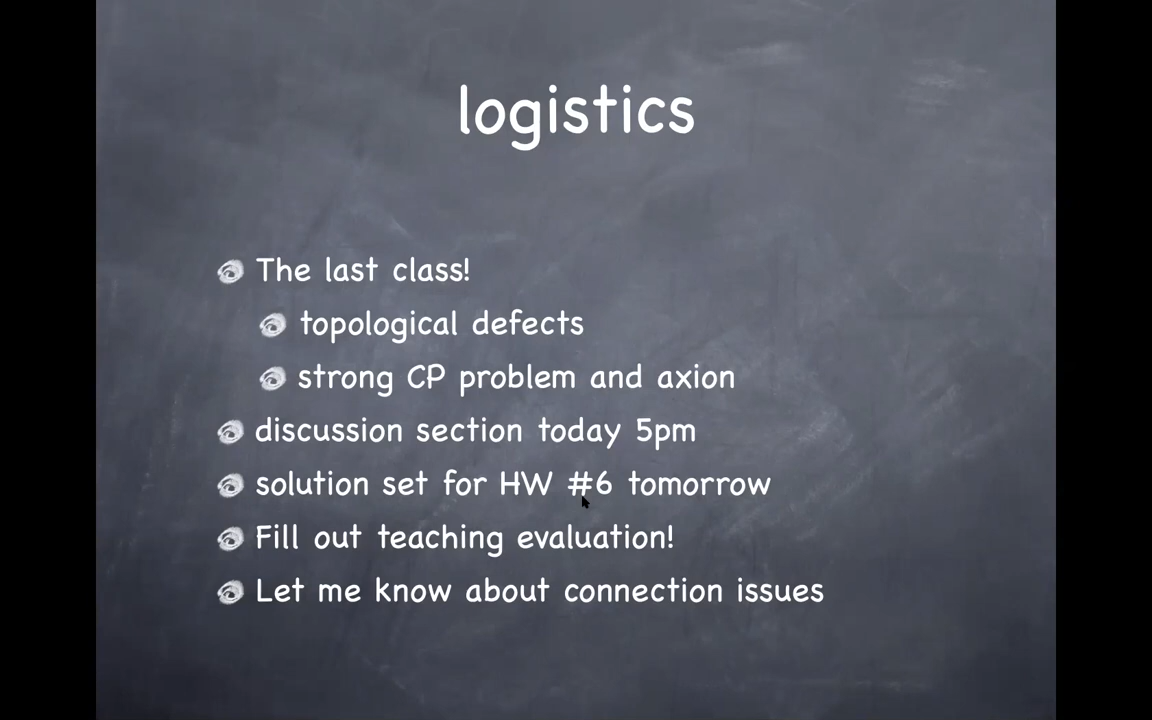 logistics
The last class!
topological defects
strong CP problem and axion
discussion section today 5pm
solution set for HW #6 tomorrow
Fill out teaching evaluation!
Let me know about connection issues